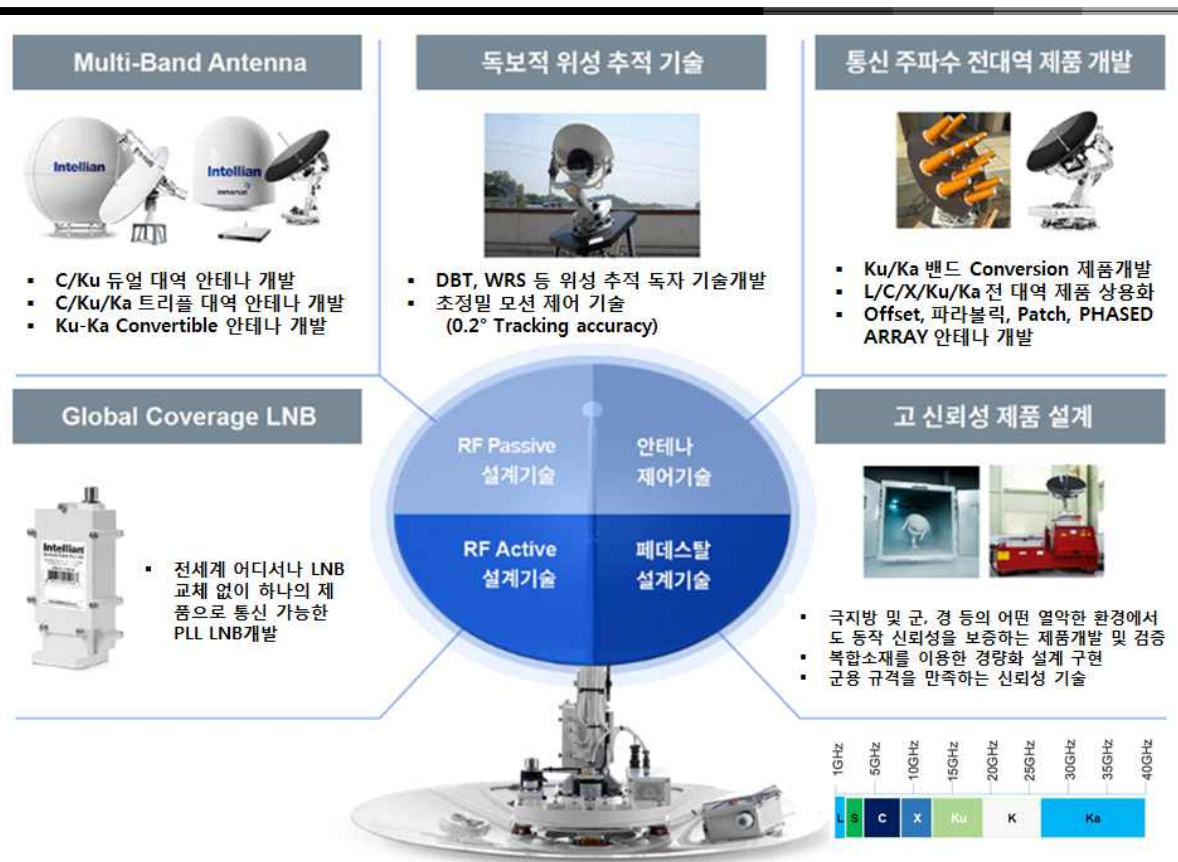 Multi-Band Antenna
Intellian
Intellian
inmarsat
▪ C/Ku 듀얼 대역 안테나 개발
▪ C/Ku/Ka 트리플 대역 안테나 개발
▪ Ku-Ka Convertible 안테나 개발
독보적 위성 추적 기술
▪ DBT, WRS 등 위성 추적 독자 기술개발
▪ 초정밀 모션 제어 기술
(0.2° Tracking accuracy)
통신 주파수 전대역 제품 개발
▪ Ku/Ka 밴드 Conversion 제품개발
▪ L/C/X/Ku/Ka 전 대역 제품 상용화
▪ Offset, 파라볼릭, Patch, PHASED
ARRAY 안테나 개발
Global Coverage LNB
Intellian
▪ 전세계 어디서나 LNB
교체 없이 하나의 제
품으로 통신 가능한
PLL LNB개발
RF Passive
설계기술
안테나
제어기술
RF Active
설계기술
페데스탈
설계기술
고 신뢰성 제품 설계
▪ 극지방 및 군, 경 등의 어떤 열악한 환경에서
도 동작 신뢰성을 보증하는 제품개발 및 검증
▪ 복합소재를 이용한 경량화 설계 구현
▪ 군용 규격을 만족하는 신뢰성 기술
1GHz 5GHz 10GHz 15GHz 20GHz 25GHz 30GHz 35GHz 40GHz
L S C X Ku K Ka